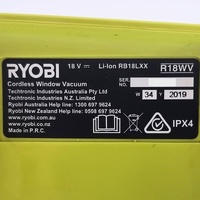 RYOBI 18 V ⎓ Li-Ion RB18LXX R18WV
Cordless Window Vacuum
Techtronic Industries Australia Pty Ltd
Techtronic Industries N.Z. Ltd
Ryobi Australia Help line: 1300 697 9624
Ryobi New Zealand Help line: 0508 697 9624
www.ryobi.com.au
www.ryobi.co.nz
Made in P.R.C.
SN
W 34 Y 2019
IPX4